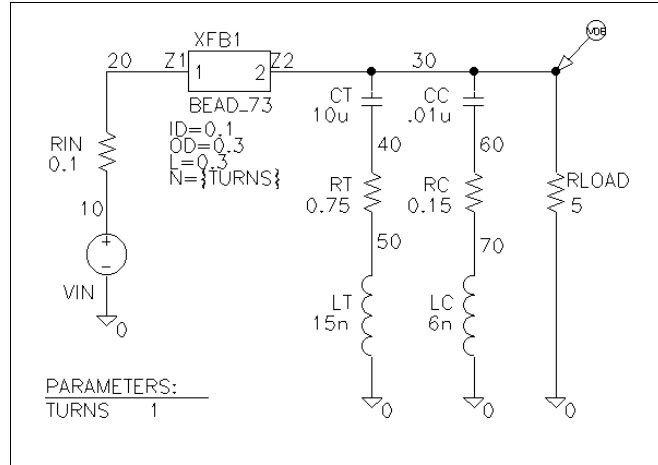 VDB
XFB1
20
Z1
1
2
Z2
30
BEAD_73
ID=0.1
OD=0.3
L=0.3
N={TURNS}
RIN
0.1
10
+
-
VIN
0
CT
10u
40
RT
0.75
50
LT
15n
0
CC
.01u
60
RC
0.15
70
LC
6n
0
RLOAD
5
0
PARAMETERS:
TURNS 1